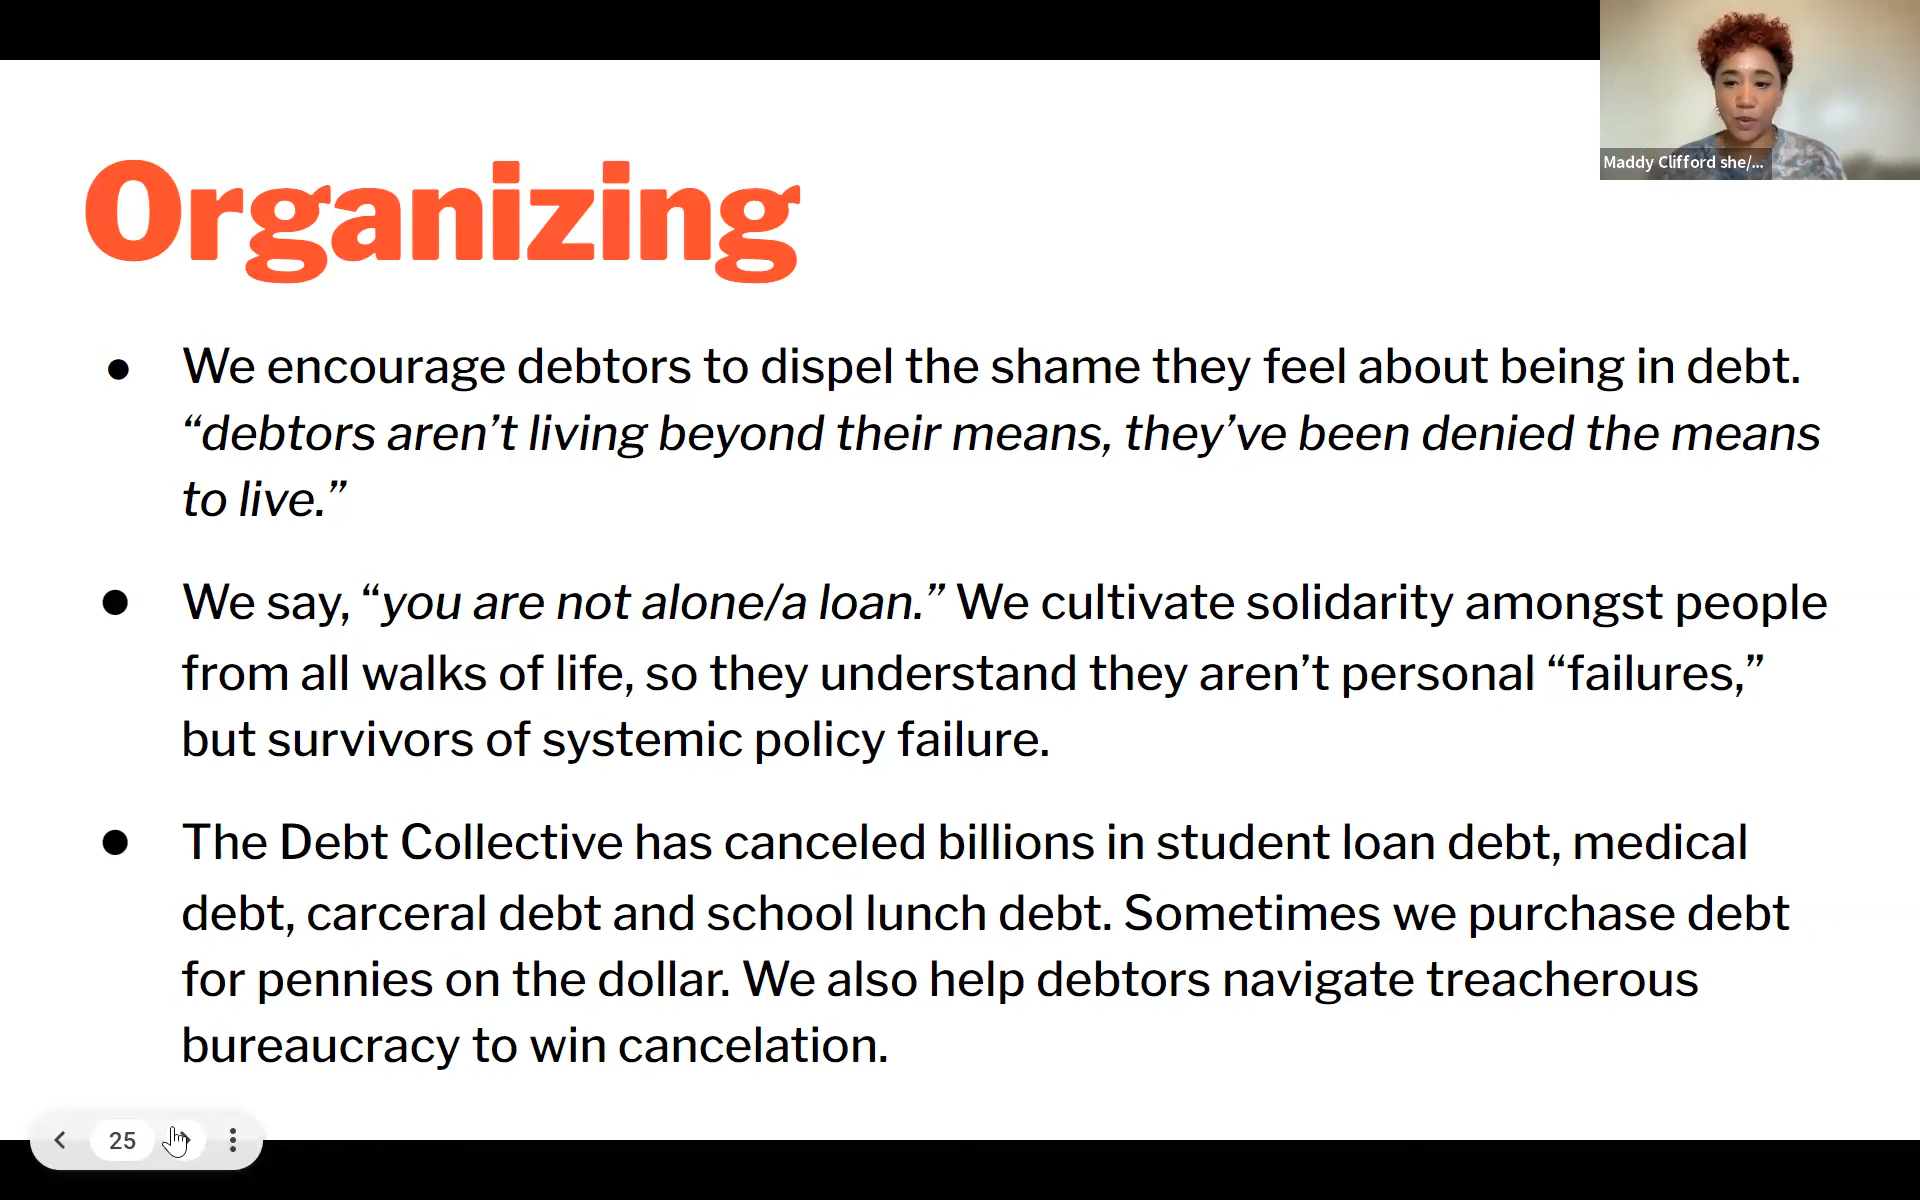 Maddy Clifford she/...
Organizing
● We encourage debtors to dispel the shame they feel about being in debt.
“debtors aren’t living beyond their means, they’ve been denied the means
to live.”
● We say, “you are not alone/a loan.” We cultivate solidarity amongst people
from all walks of life, so they understand they aren’t personal “failures,”
but survivors of systemic policy failure.
● The Debt Collective has canceled billions in student loan debt, medical
debt, carceral debt and school lunch debt. Sometimes we purchase debt
for pennies on the dollar. We also help debtors navigate treacherous
bureaucracy to win cancelation.
25